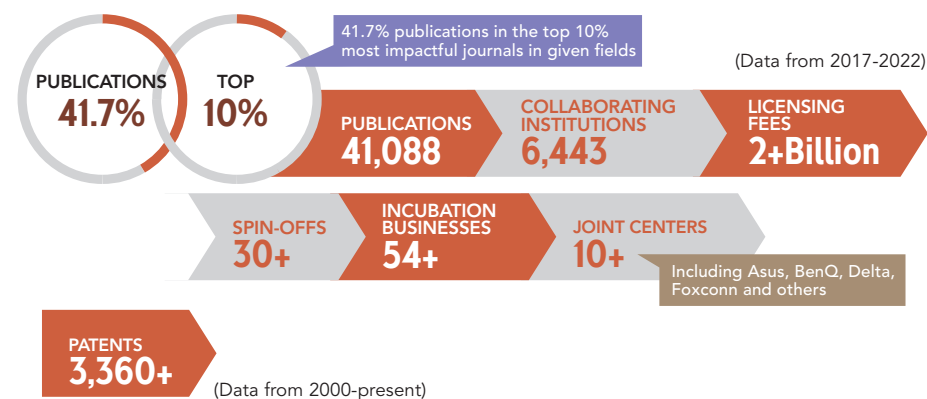 41.7% publications in the top 10%
most impactful journals in given fields
(Data from 2017-2022)
PUBLICATIONS
41.7%
TOP
10%
PUBLICATIONS
41,088
COLLABORATING
INSTITUTIONS
6,443
LICENSING
FEES
2+Billion
SPIN-OFFS
30+
INCUBATION
BUSINESSES
54+
JOINT CENTERS
10+
Including Asus, BenQ, Delta,
Foxconn and others
PATENTS
3,360+
(Data from 2000-present)